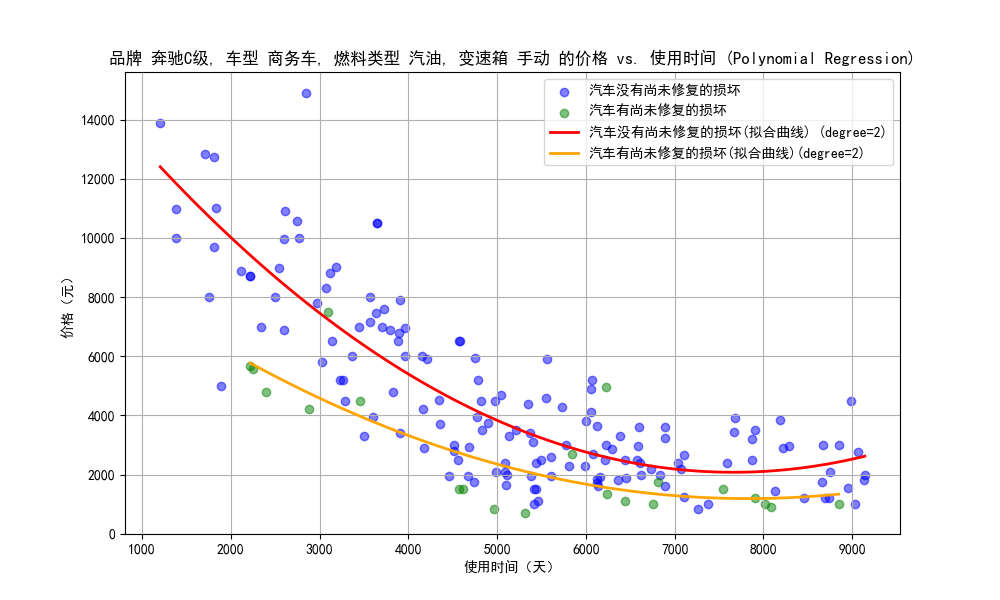 品牌 奔驰C级, 车型 商务车, 燃料类型 汽油, 变速箱 手动 的价格 vs. 使用时间 (Polynomial Regression)
汽车没有尚未修复的损坏
汽车有尚未修复的损坏
汽车没有尚未修复的损坏(拟合曲线) (degree=2)
汽车有尚未修复的损坏(拟合曲线)(degree=2)
价格（元）
14000
12000
10000
8000
6000
4000
2000
0
1000 2000 3000 4000 5000 6000 7000 8000 9000
使用时间（天）